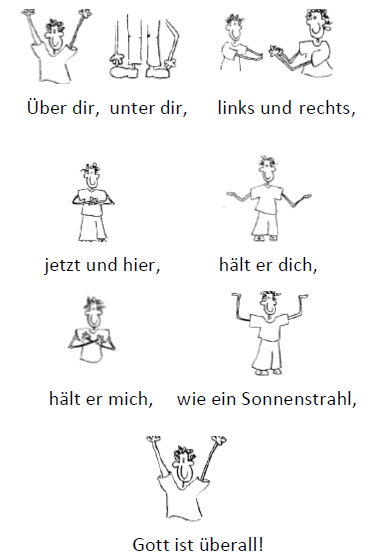 Über dir, unter dir, links und rechts,
jetzt und hier, hält er dich,
hält er mich, wie ein Sonnenstrahl,
Gott ist überall!